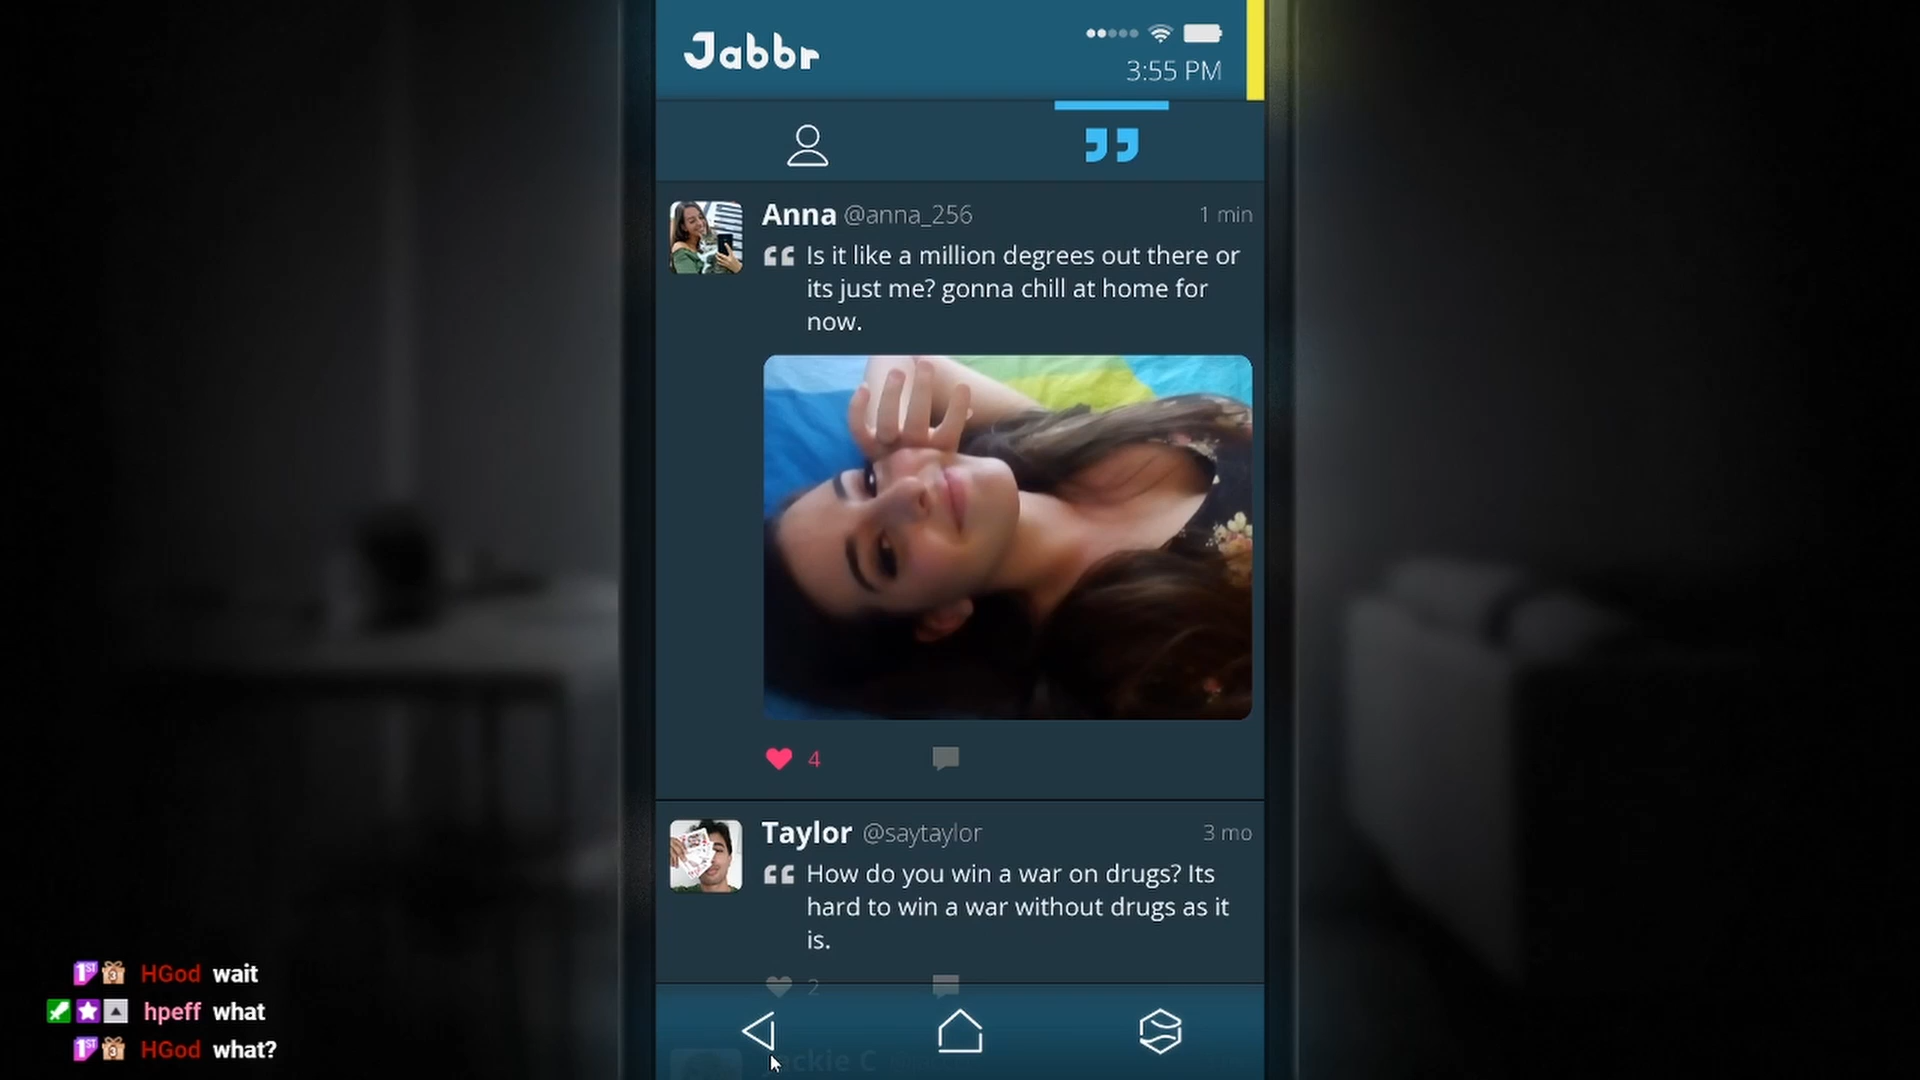 Jabbr
3:55 PM
Anna @anna_256 1 min
Is it like a million degrees out there or
its just me? gonna chill at home for
now.
4
Taylor @saytaylor 3 mo
How do you win a war on drugs? Its
hard to win a war without drugs as it
is.
2
Jackie C
HGod wait
hpeff what
HGod what?